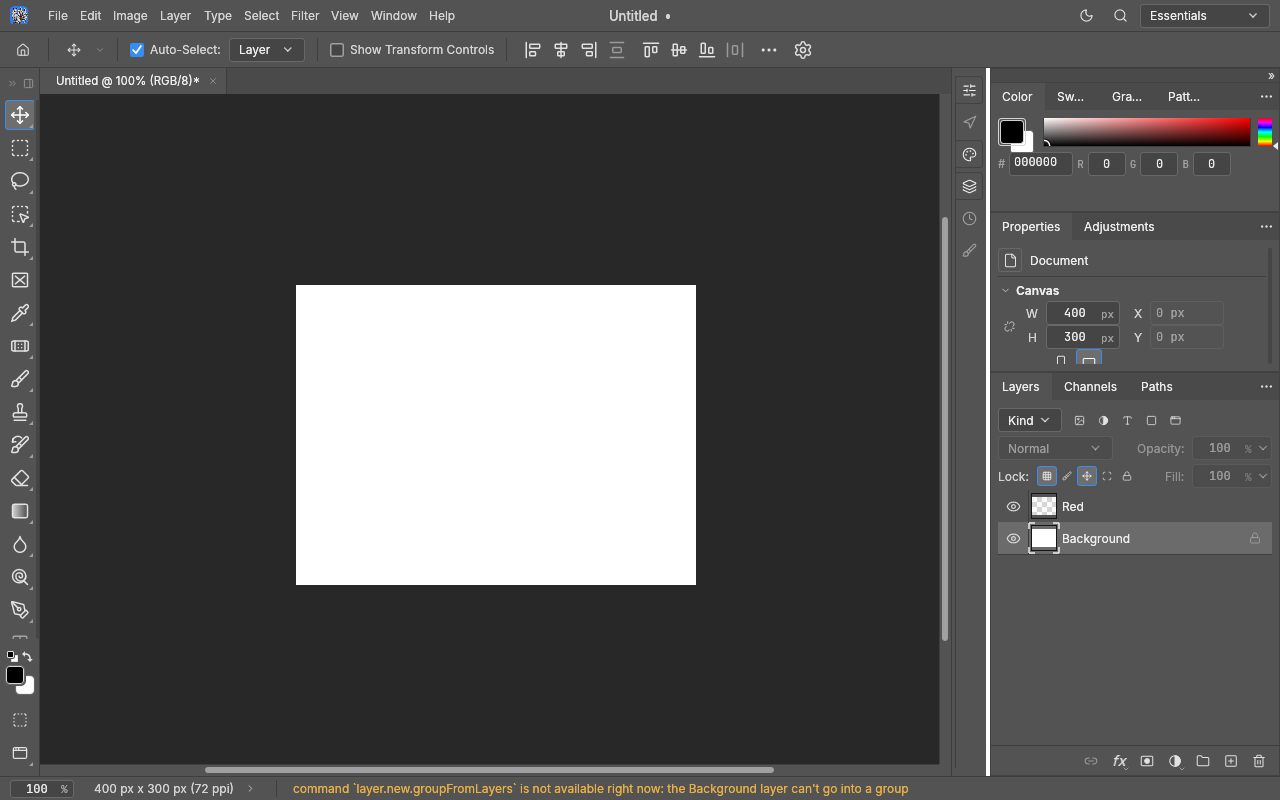 File Edit Image Layer Type Select Filter View Window Help
Untitled •
Essentials
Auto-Select: Layer
Show Transform Controls
Untitled @ 100% (RGB/8)* ×
Color Sw... Gra... Patt...
# 000000 R 0 G 0 B 0
Properties Adjustments
Document
Canvas
W 400 px X 0 px
H 300 px Y 0 px
Layers Channels Paths
Kind
Normal Opacity: 100 %
Lock: Fill: 100 %
Red
Background
fx
100 % 400 px x 300 px (72 ppi) command `layer.new.groupFromLayers` is not available right now: the Background layer can't go into a group